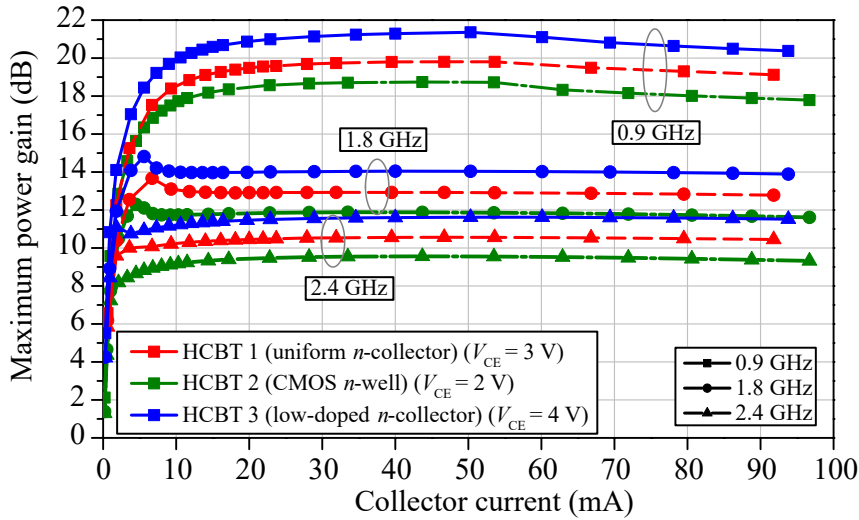 Maximum power gain (dB)
22
20
18
16
14
12
10
8
6
4
2
0
0.9 GHz
1.8 GHz
2.4 GHz
HCBT 1 (uniform n-collector) (VCE = 3 V)
HCBT 2 (CMOS n-well) (VCE = 2 V)
HCBT 3 (low-doped n-collector) (VCE = 4 V)
0.9 GHz
1.8 GHz
2.4 GHz
0 10 20 30 40 50 60 70 80 90 100
Collector current (mA)